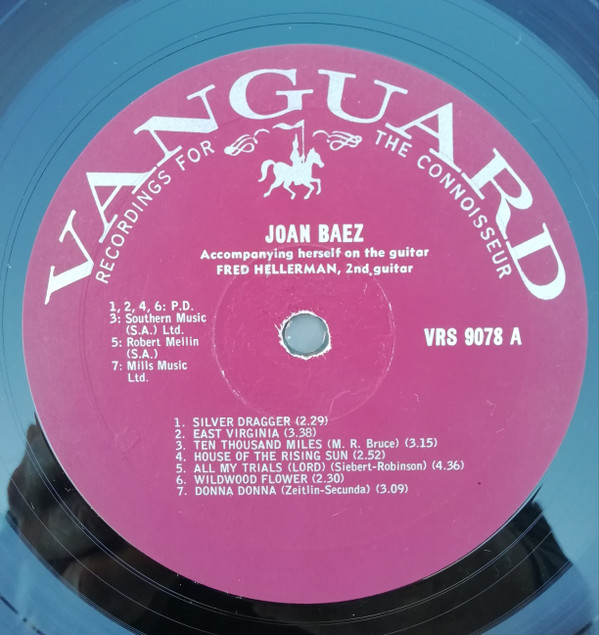 VANGUARD
RECORDINGS FOR THE CONNOISSEUR
JOAN BAEZ
Accompanying herself on the guitar
FRED HELLERMAN, 2nd guitar
1, 2, 4, 6: P.D.
3: Southern Music
(S.A.) Ltd.
5: Robert Mellin
(S.A.)
7: Mills Music
Ltd.
VRS 9078 A
1. SILVER DRAGGER (2.29)
2. EAST VIRGINIA (3.38)
3. TEN THOUSAND MILES (M. R. Bruce) (3.15)
4. HOUSE OF THE RISING SUN (2.52)
5. ALL MY TRIALS (LORD) (Siebert-Robinson) (4.36)
6. WILDWOOD FLOWER (2.30)
7. DONNA DONNA (Zeitlin-Secunda) (3.09)